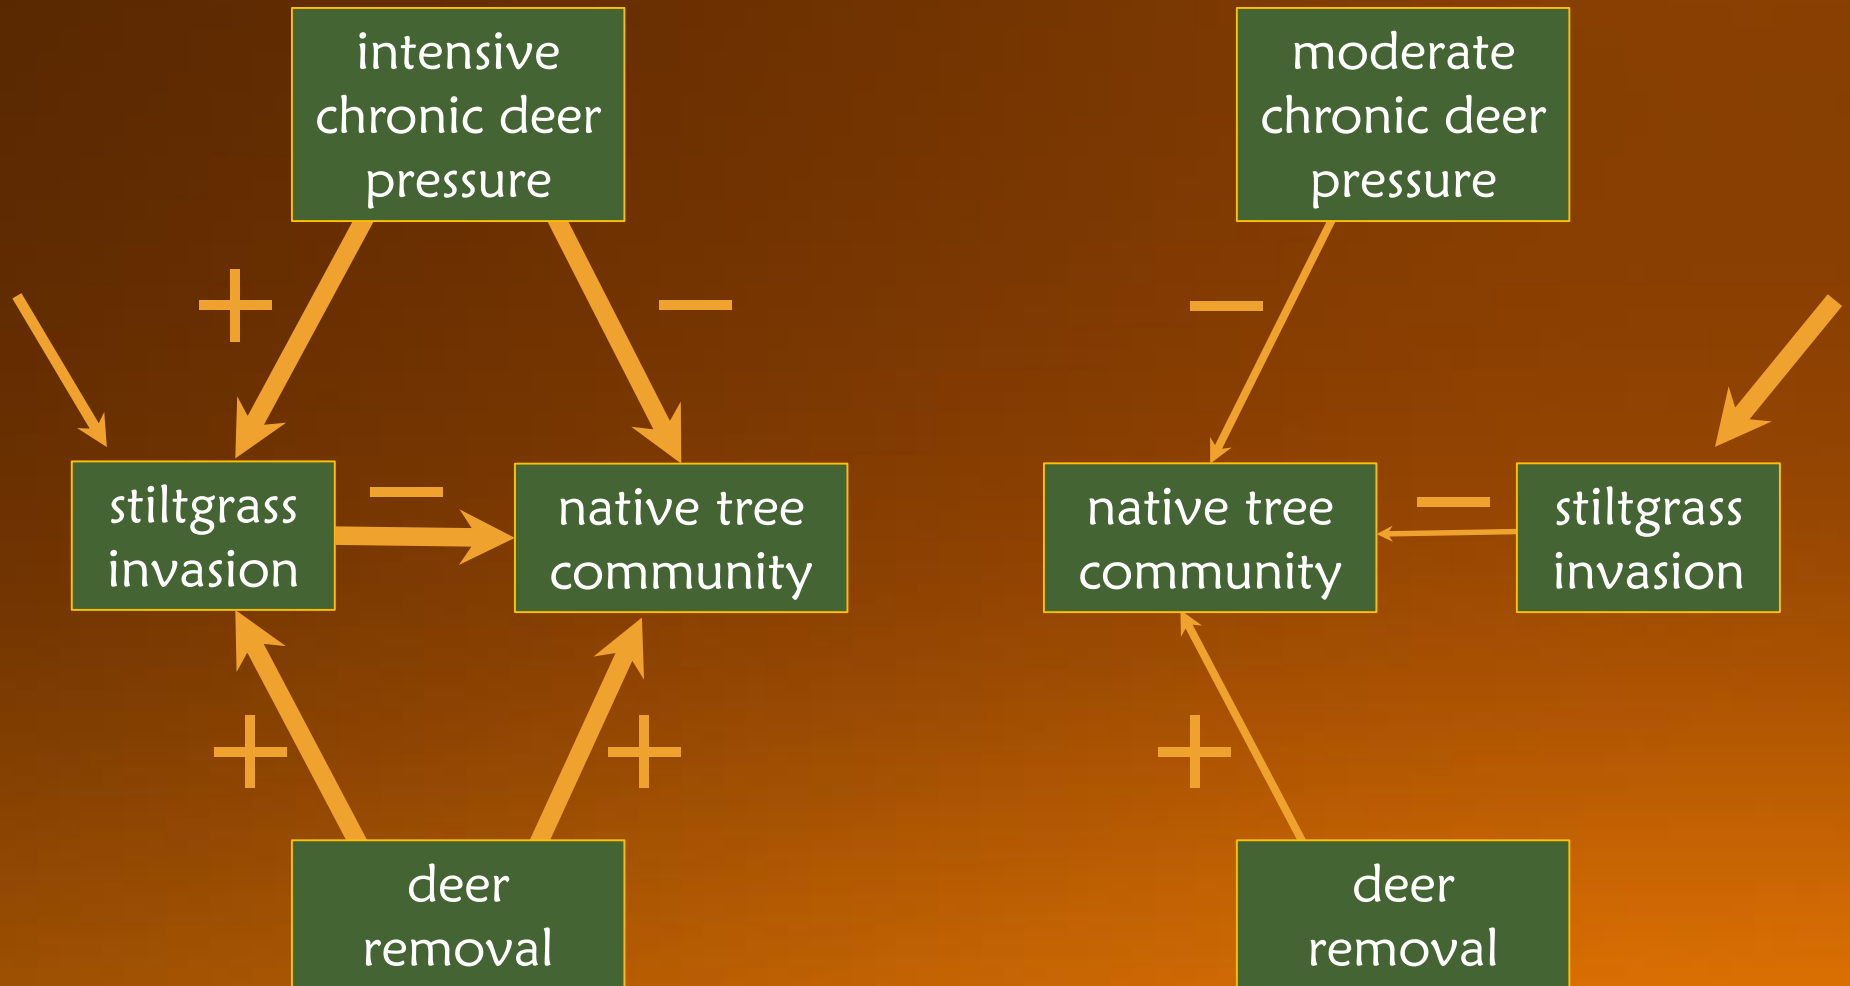 intensive
chronic deer
pressure
moderate
chronic deer
pressure
+
—
—
stiltgrass
invasion
—
native tree
community
native tree
community
—
stiltgrass
invasion
+
+
+
deer
removal
deer
removal